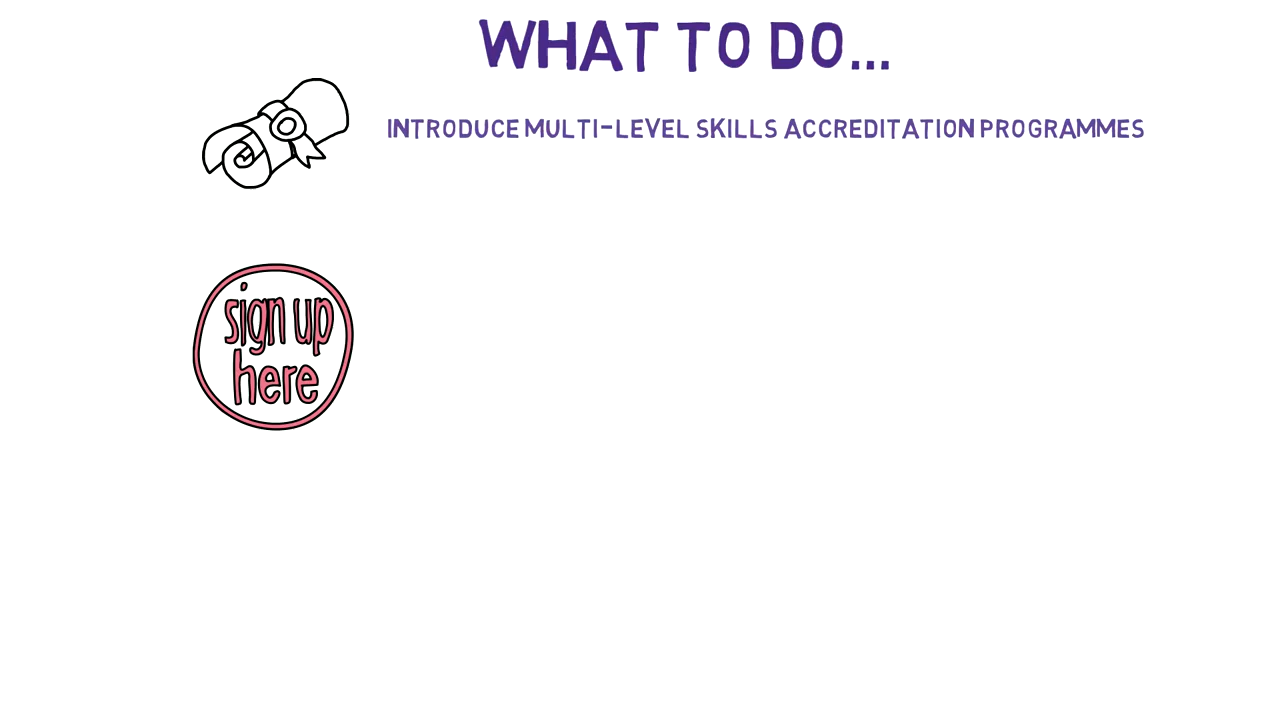 WHAT TO DO...
INTRODUCE MULTI-LEVEL SKILLS ACCREDITATION PROGRAMMES
sign up
here